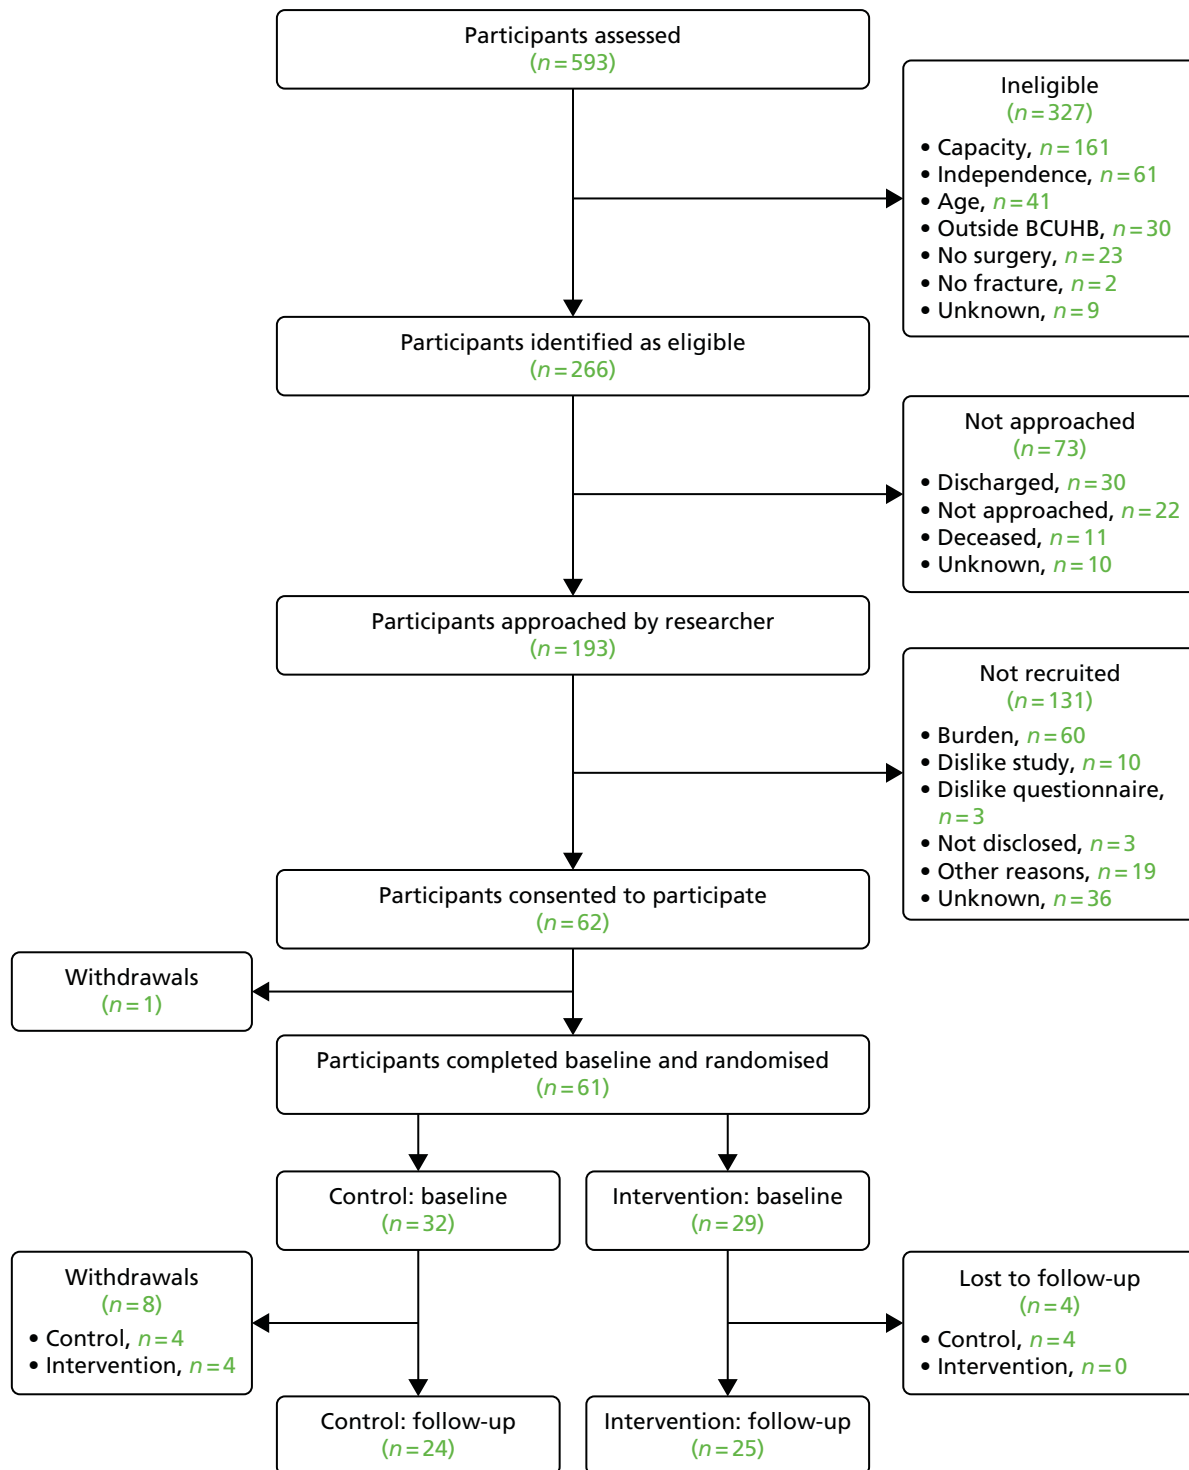 Participants assessed
(n=593)
Ineligible
(n=327)
• Capacity, n=161
• Independence, n=61
• Age, n=41
• Outside BCUHB, n=30
• No surgery, n=23
• No fracture, n=2
• Unknown, n=9
Participants identified as eligible
(n=266)
Not approached
(n=73)
• Discharged, n=30
• Not approached, n=22
• Deceased, n=11
• Unknown, n=10
Participants approached by researcher
(n=193)
Not recruited
(n=131)
• Burden, n=60
• Dislike study, n=10
• Dislike questionnaire,
n=3
• Not disclosed, n=3
• Other reasons, n=19
• Unknown, n=36
Participants consented to participate
(n=62)
Withdrawals
(n=1)
Participants completed baseline and randomised
(n=61)
Control: baseline
(n=32)
Intervention: baseline
(n=29)
Withdrawals
(n=8)
• Control, n=4
• Intervention, n=4
Lost to follow-up
(n=4)
• Control, n=4
• Intervention, n=0
Control: follow-up
(n=24)
Intervention: follow-up
(n=25)